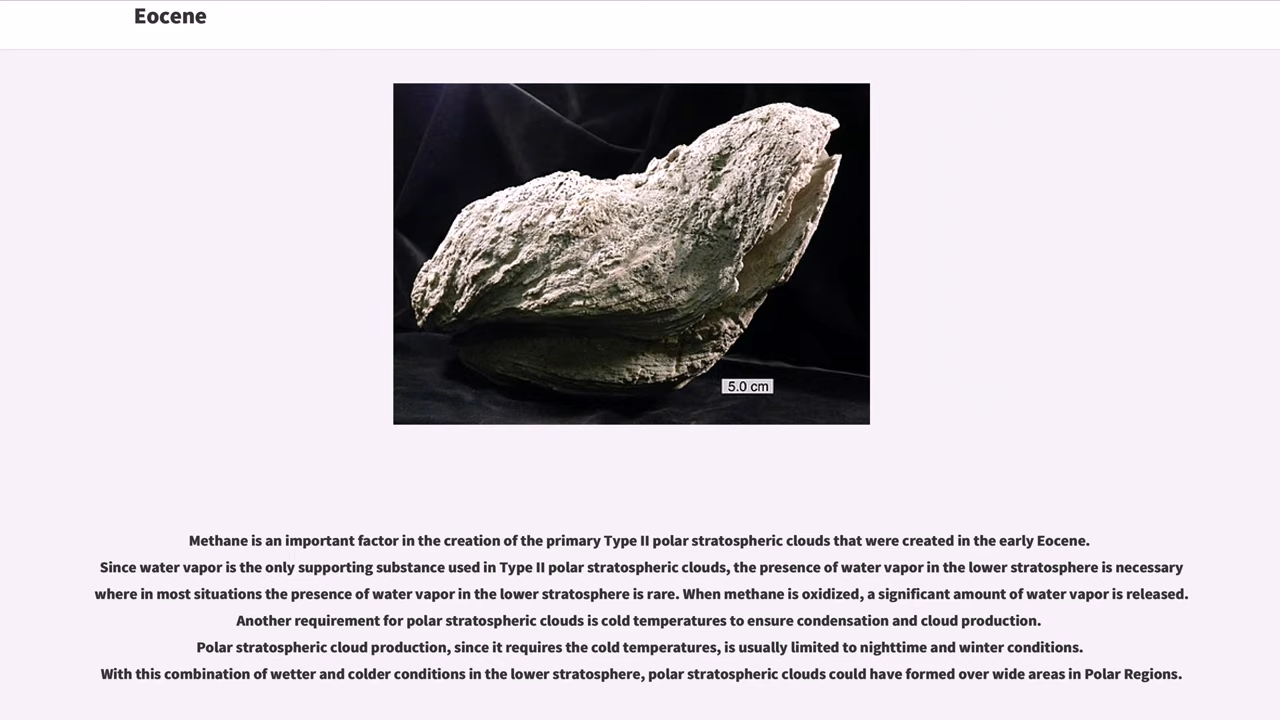 Eocene
5.0 cm
Methane is an important factor in the creation of the primary Type II polar stratospheric clouds that were created in the early Eocene.
Since water vapor is the only supporting substance used in Type II polar stratospheric clouds, the presence of water vapor in the lower stratosphere is necessary
where in most situations the presence of water vapor in the lower stratosphere is rare. When methane is oxidized, a significant amount of water vapor is released.
Another requirement for polar stratospheric clouds is cold temperatures to ensure condensation and cloud production.
Polar stratospheric cloud production, since it requires the cold temperatures, is usually limited to nighttime and winter conditions.
With this combination of wetter and colder conditions in the lower stratosphere, polar stratospheric clouds could have formed over wide areas in Polar Regions.